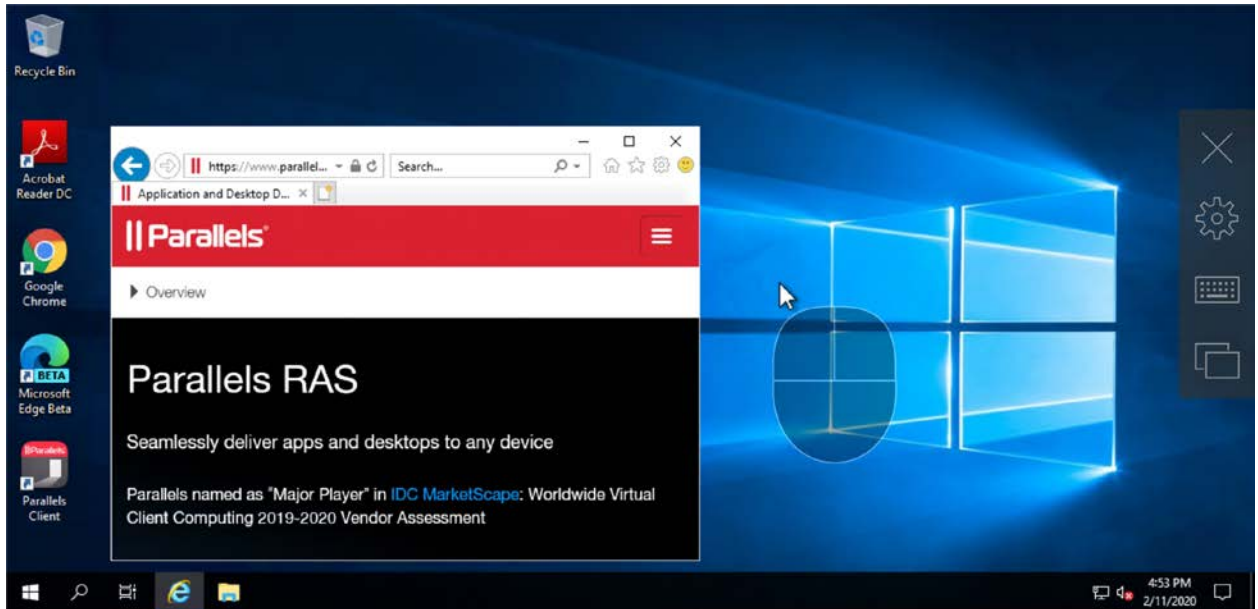 Recycle Bin
Acrobat
Reader DC
Google
Chrome
BETA
Microsoft
Edge Beta
Parallels
Parallels
Client
https://www.parallel...
Search...
Application and Desktop D...
Parallels®
Overview
Parallels RAS
Seamlessly deliver apps and desktops to any device
Parallels named as "Major Player" in IDC MarketScape: Worldwide Virtual
Client Computing 2019-2020 Vendor Assessment
4:53 PM
2/11/2020